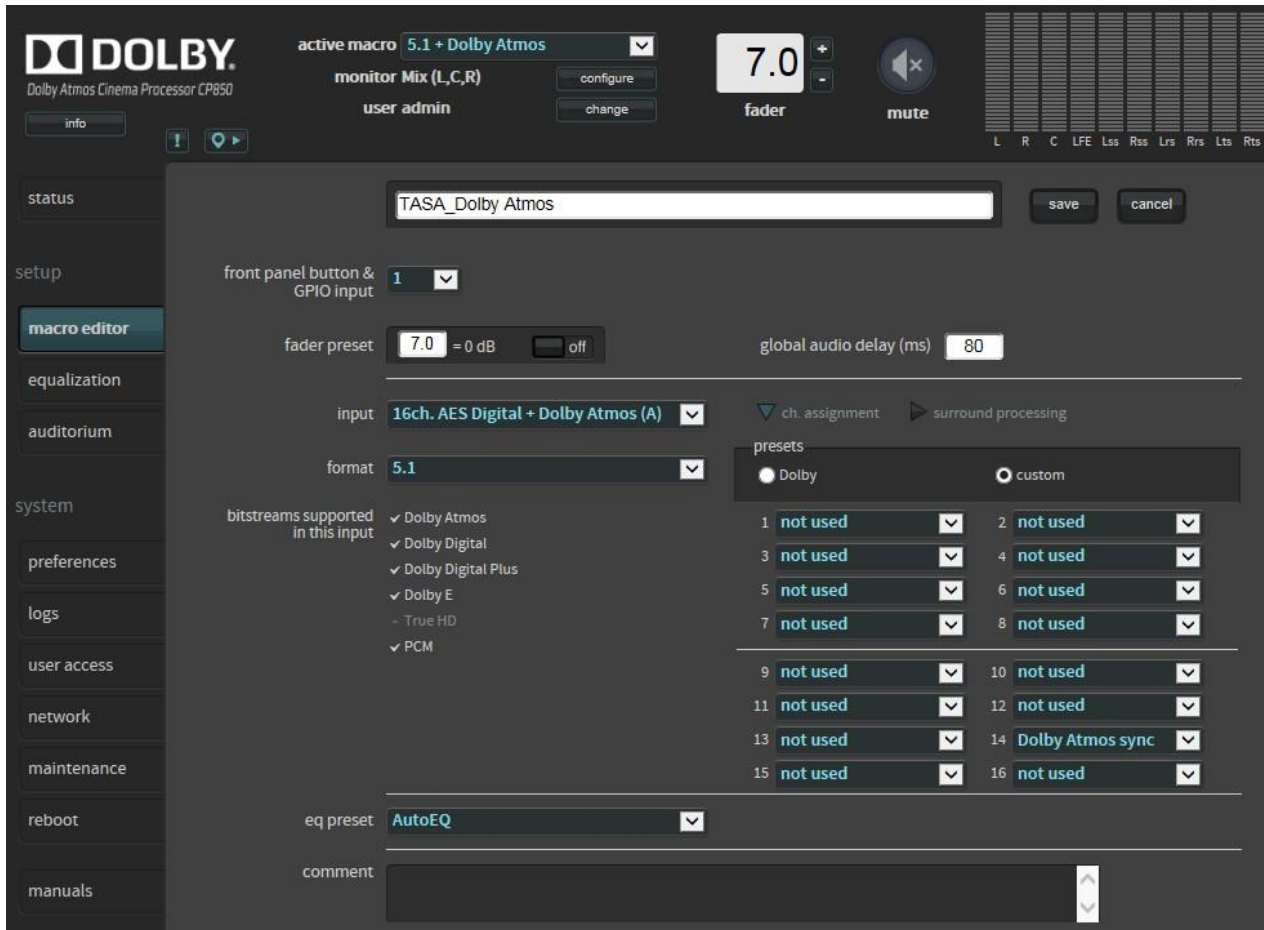 DOLBY.
Dolby Atmos Cinema Processor CP850
info
active macro 5.1 + Dolby Atmos
monitor Mix (L,C,R) configure
user admin change
7.0 + -
fader
mute
L R C LFE Lss Rss Lrs Rrs Lts Rts
!
status
setup
macro editor
equalization
auditorium
system
preferences
logs
user access
network
maintenance
reboot
manuals
TASA_Dolby Atmos save cancel
front panel button & GPIO input 1
fader preset 7.0 = 0 dB off global audio delay (ms) 80
input 16ch. AES Digital + Dolby Atmos (A)
format 5.1
bitstreams supported in this input
Dolby Atmos
Dolby Digital
Dolby Digital Plus
Dolby E
- True HD
PCM
ch. assignment surround processing
presets
Dolby custom
1 not used 2 not used
3 not used 4 not used
5 not used 6 not used
7 not used 8 not used
9 not used 10 not used
11 not used 12 not used
13 not used 14 Dolby Atmos sync
15 not used 16 not used
eq preset AutoEQ
comment